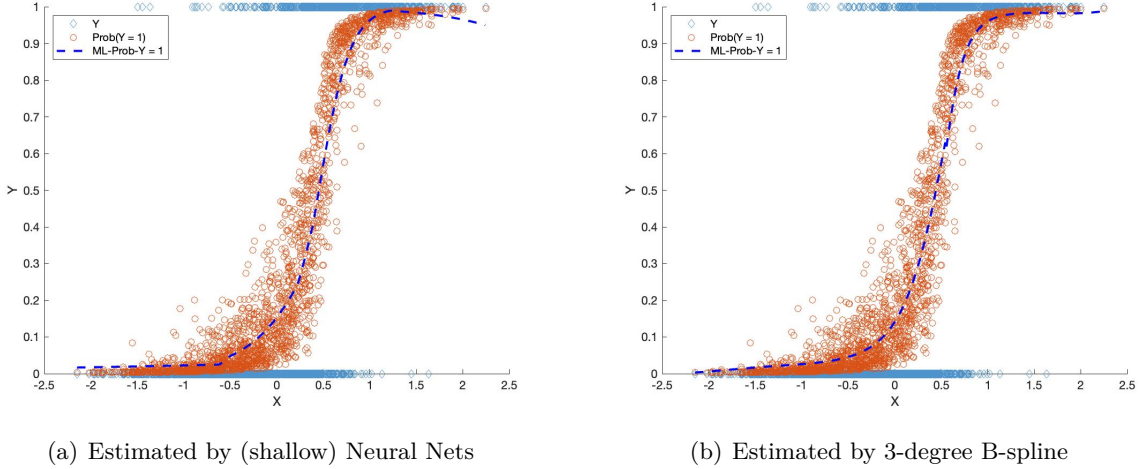 Y
Prob(Y = 1)
ML-Prob-Y = 1
1
0.9
0.8
0.7
0.6
0.5
0.4
0.3
0.2
0.1
0
Y
-2.5 -2 -1.5 -1 -0.5 0 0.5 1 1.5 2 2.5
X
(a) Estimated by (shallow) Neural Nets
Y
Prob(Y = 1)
ML-Prob-Y = 1
1
0.9
0.8
0.7
0.6
0.5
0.4
0.3
0.2
0.1
0
Y
-2.5 -2 -1.5 -1 -0.5 0 0.5 1 1.5 2 2.5
X
(b) Estimated by 3-degree B-spline